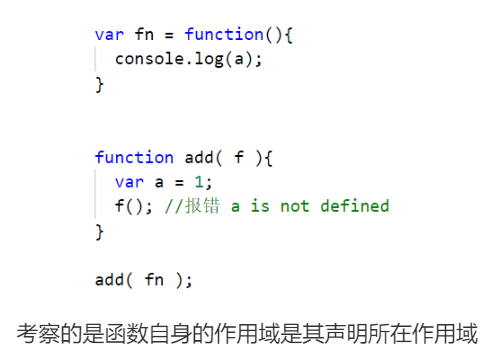 var fn = function(){
console.log(a);
}
function add( f ){
var a = 1;
f(); //报错 a is not defined
}
add( fn );
考察的是函数自身的作用域是其声明所在作用域